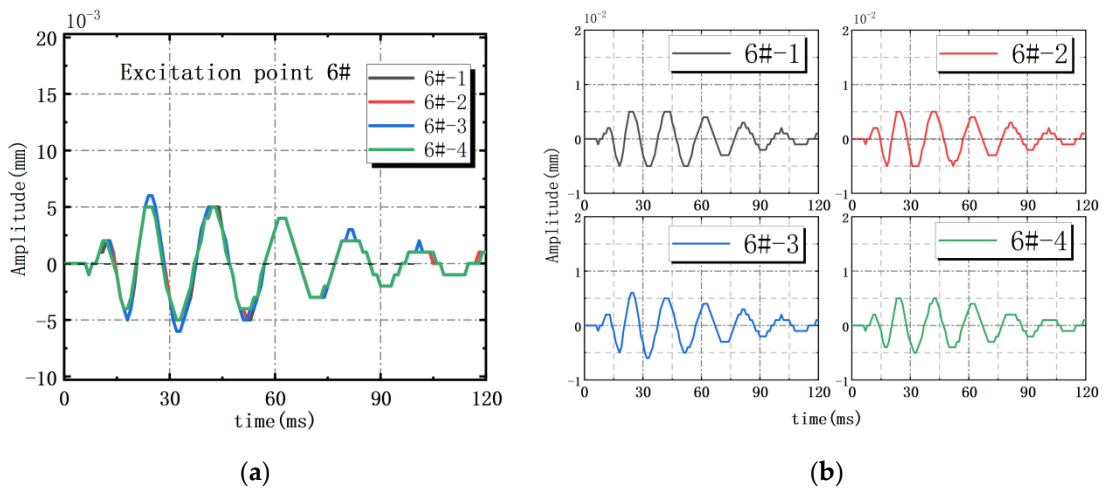 10⁻³
20
15
10
5
0
−5
−10
Amplitude(mm)
Excitation point 6#
6#-1
6#-2
6#-3
6#-4
0 30 60 90 120
time(ms)
(a)
10⁻² 10⁻²
2 2
6#-1 6#-2
1 1
0 0
-1 -1
0 30 60 90 120 0 30 60 90 120
Amplitude(mm)
2 2
6#-3 6#-4
1 1
0 0
-1 -1
0 30 60 90 120 0 30 60 90 120
time(ms)
(b)